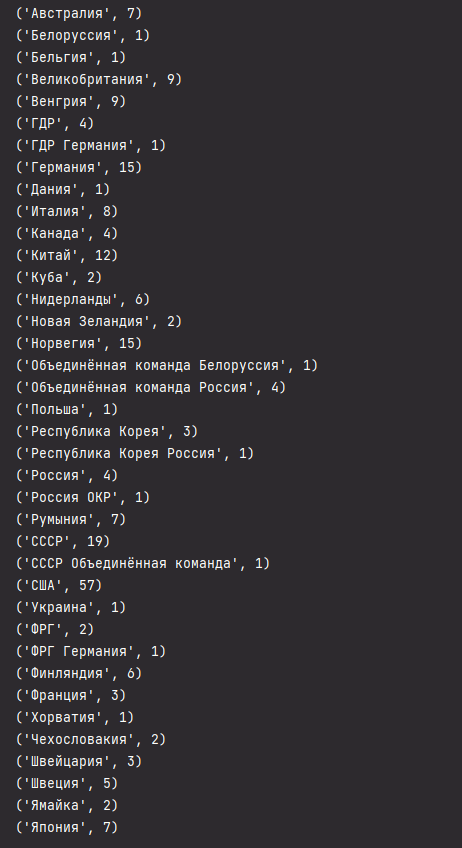 ('Австралия', 7)
('Белоруссия', 1)
('Бельгия', 1)
('Великобритания', 9)
('Венгрия', 9)
('ГДР', 4)
('ГДР Германия', 1)
('Германия', 15)
('Дания', 1)
('Италия', 8)
('Канада', 4)
('Китай', 12)
('Куба', 2)
('Нидерланды', 6)
('Новая Зеландия', 2)
('Норвегия', 15)
('Объединённая команда Белоруссия', 1)
('Объединённая команда Россия', 4)
('Польша', 1)
('Республика Корея', 3)
('Республика Корея Россия', 1)
('Россия', 4)
('Россия ОКР', 1)
('Румыния', 7)
('СССР', 19)
('СССР Объединённая команда', 1)
('США', 57)
('Украина', 1)
('ФРГ', 2)
('ФРГ Германия', 1)
('Финляндия', 6)
('Франция', 3)
('Хорватия', 1)
('Чехословакия', 2)
('Швейцария', 3)
('Швеция', 5)
('Ямайка', 2)
('Япония', 7)